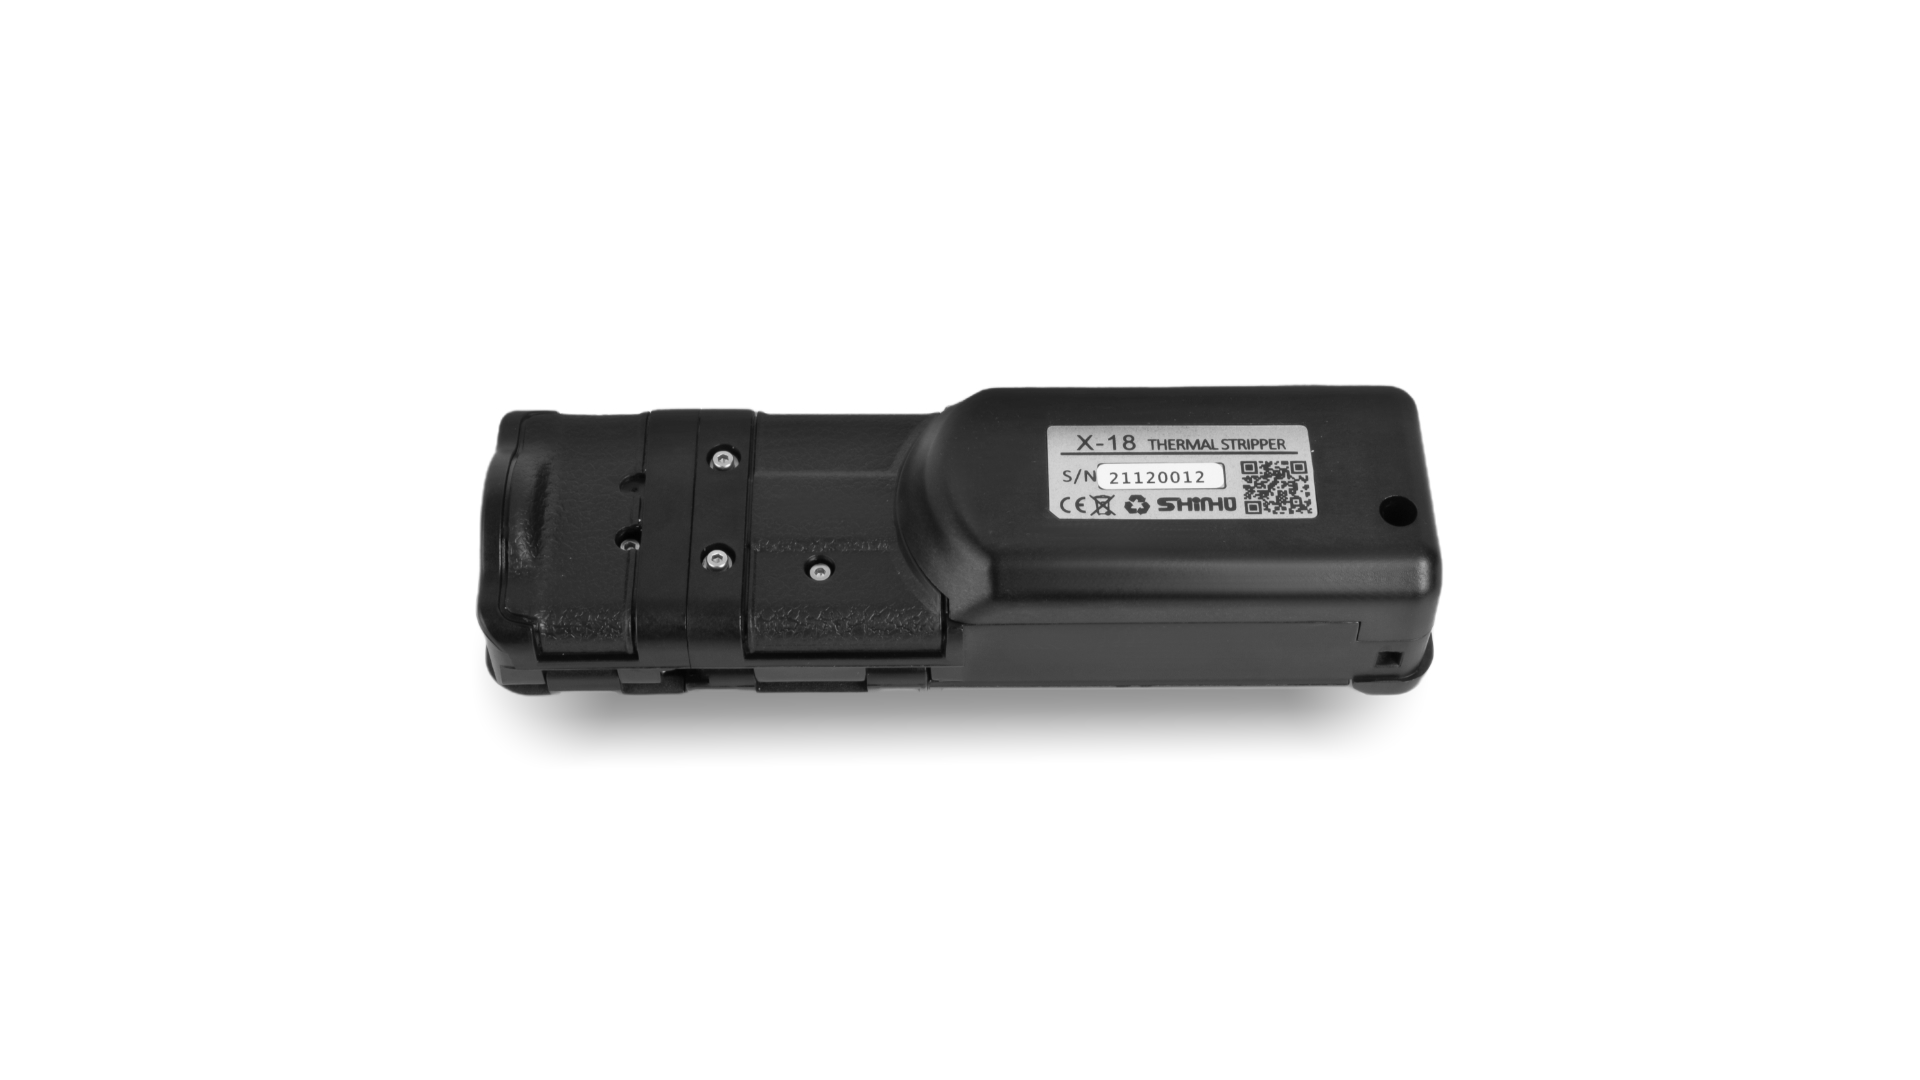 X-18 THERMAL STRIPPER
S/N 21120012
CE SHINHO